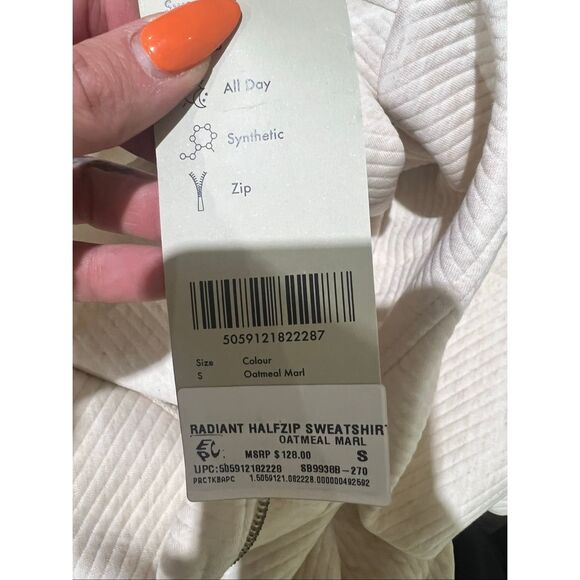 All Day
Synthetic
Zip
5059121822287
Size Colour
S Oatmeal Marl
RADIANT HALFZIP SWEATSHIRT
OATMEAL MARL
MSRP $ 128.00 S
UPC:505912182228 SB9938B-270
PRCTKBAPC 1.5059121.082228.000000492592